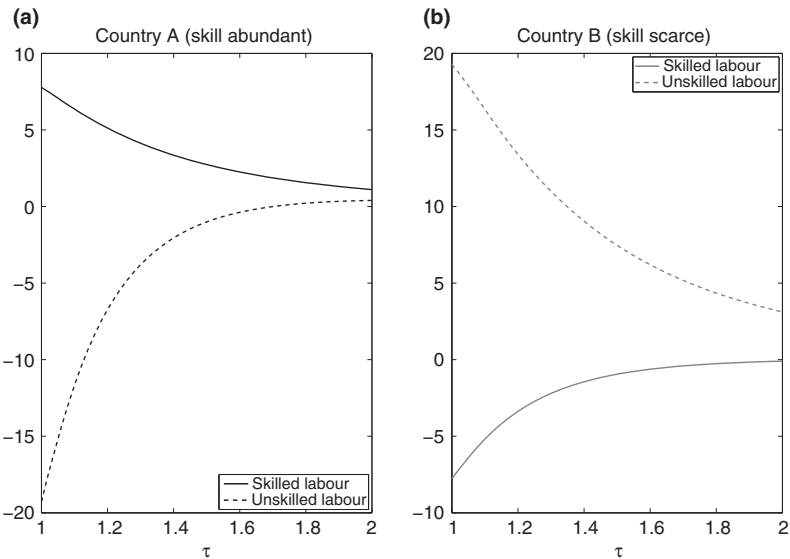 (a)
Country A (skill abundant)
10
5
0
−5
−10
−15
−20
1
1.2
1.4
1.6
1.8
2
τ
Skilled labour
Unskilled labour
(b)
Country B (skill scarce)
20
15
10
5
0
−5
−10
1
1.2
1.4
1.6
1.8
2
τ
Skilled labour
Unskilled labour